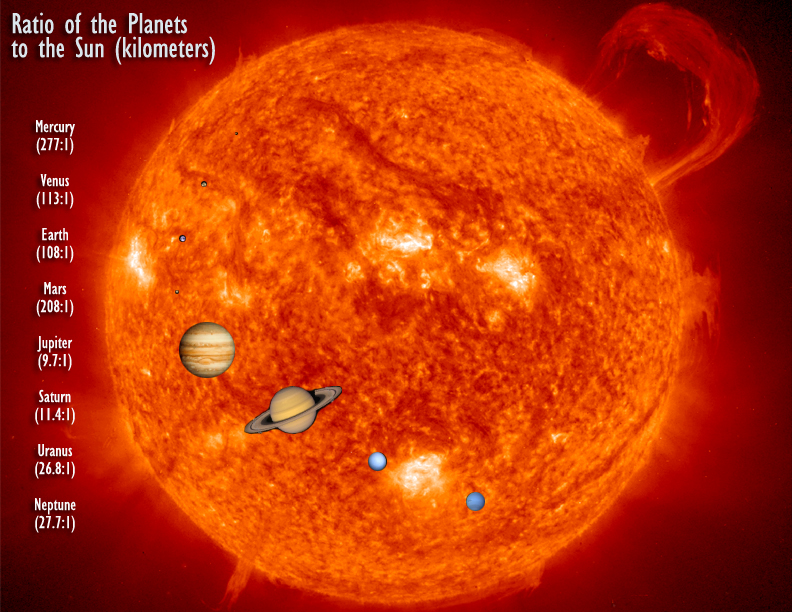 Ratio of the Planets
to the Sun (kilometers)
Mercury
(277:1)
Venus
(113:1)
Earth
(108:1)
Mars
(208:1)
Jupiter
(9.7:1)
Saturn
(11.4:1)
Uranus
(26.8:1)
Neptune
(27.7:1)